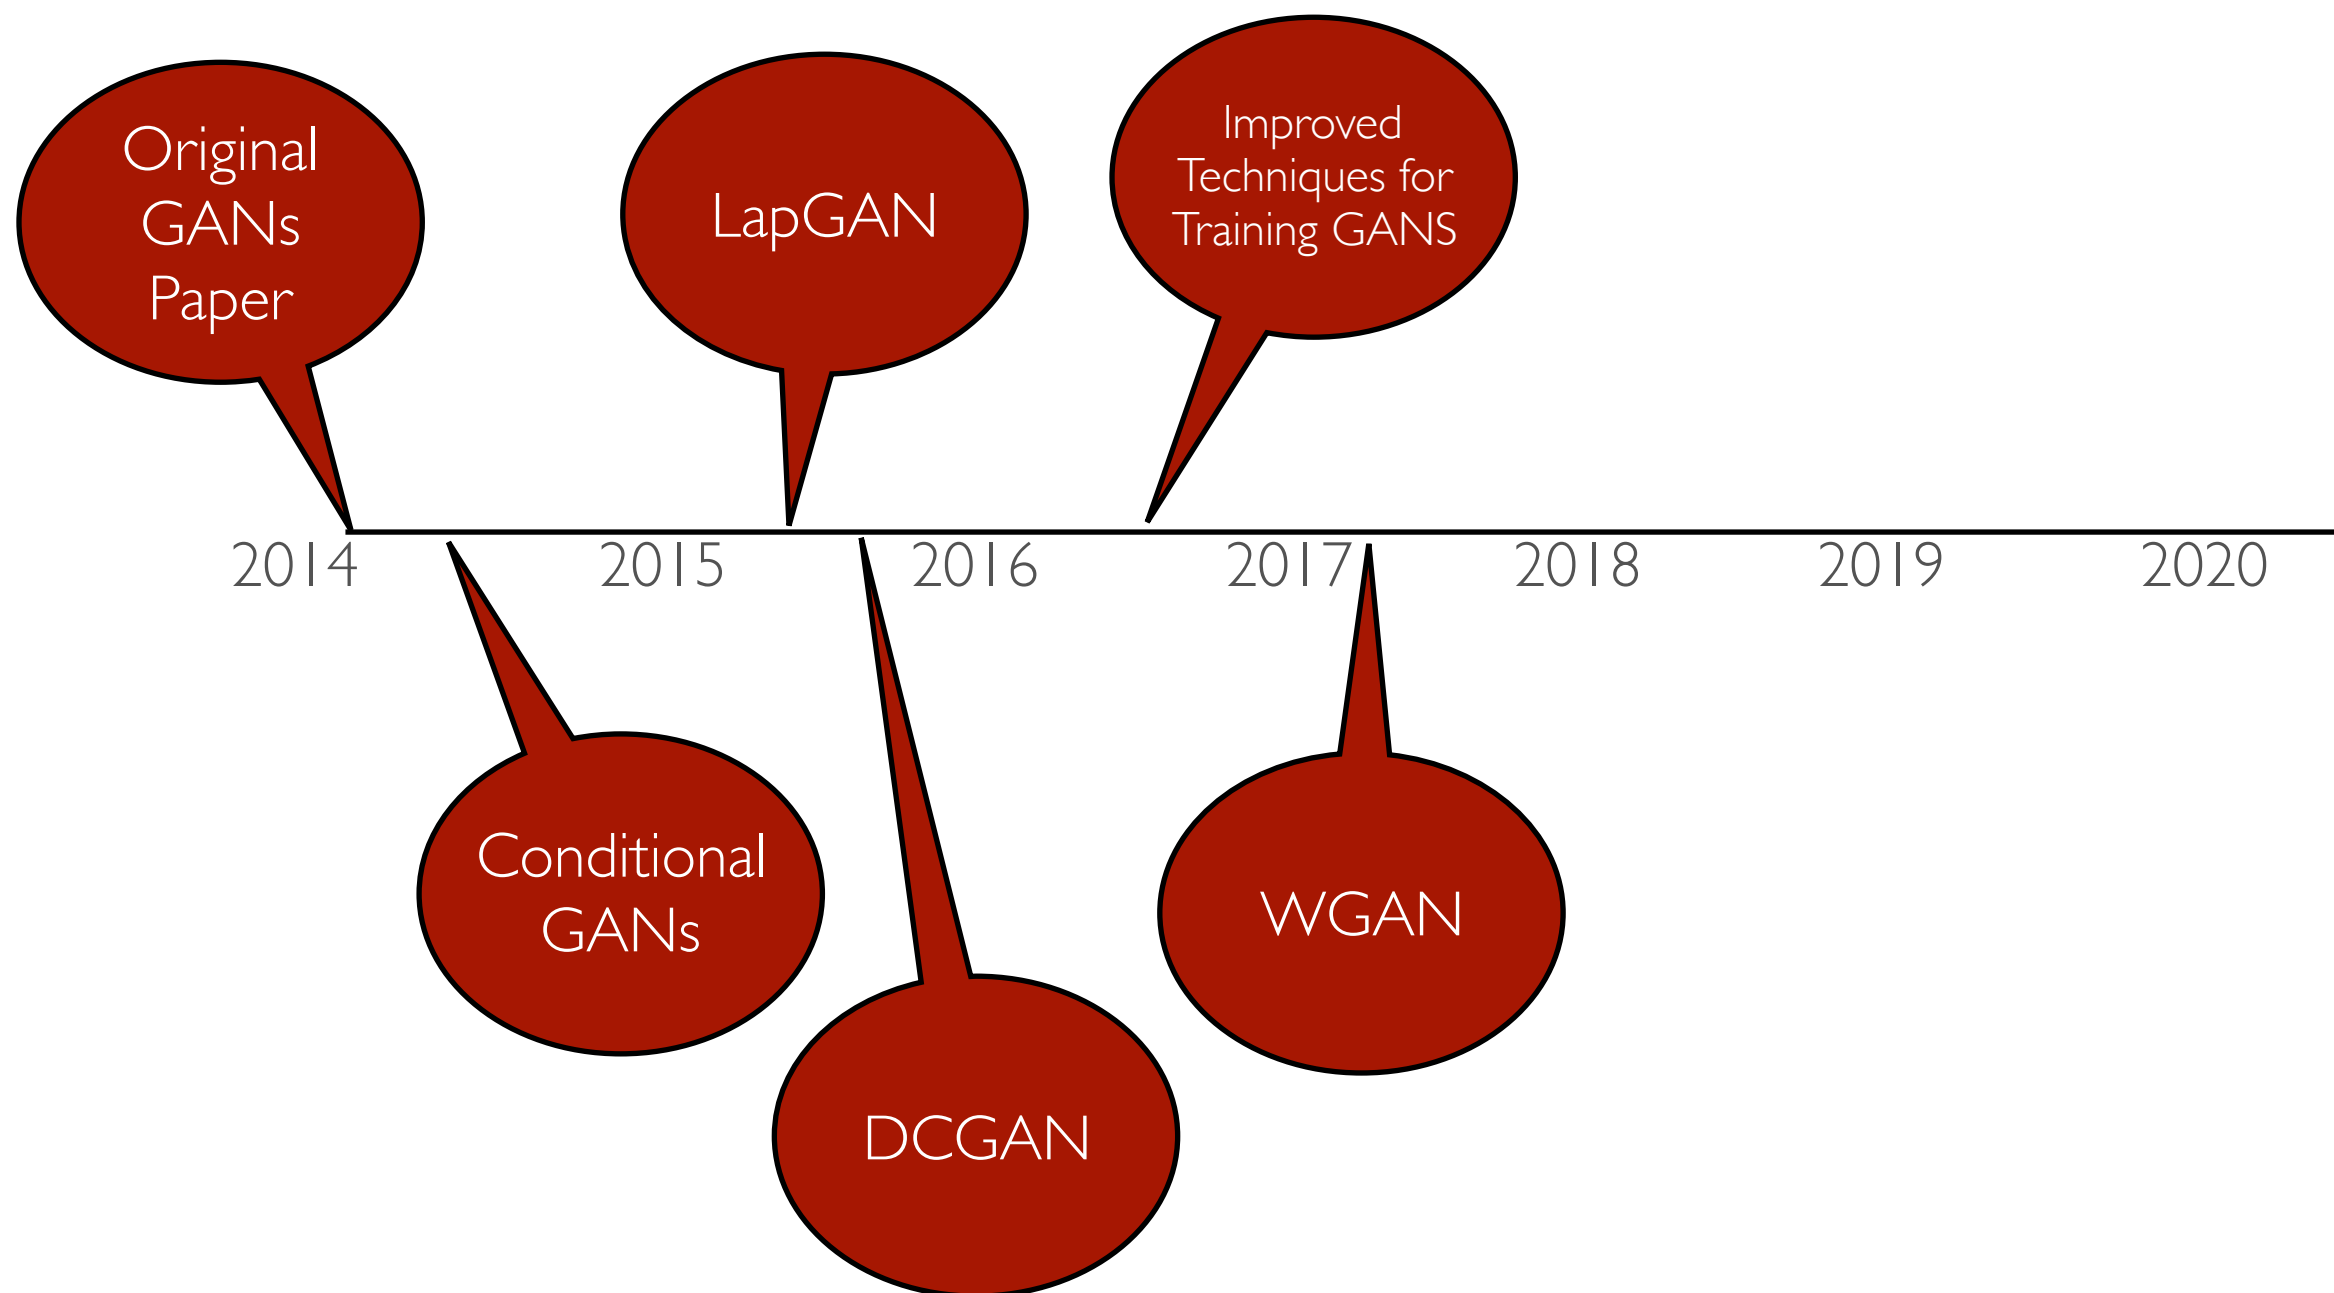 Original
GANs
Paper
LapGAN
Improved
Techniques for
Training GANS
2014
2015
2016
2017
2018
2019
2020
Conditional
GANs
DCGAN
WGAN